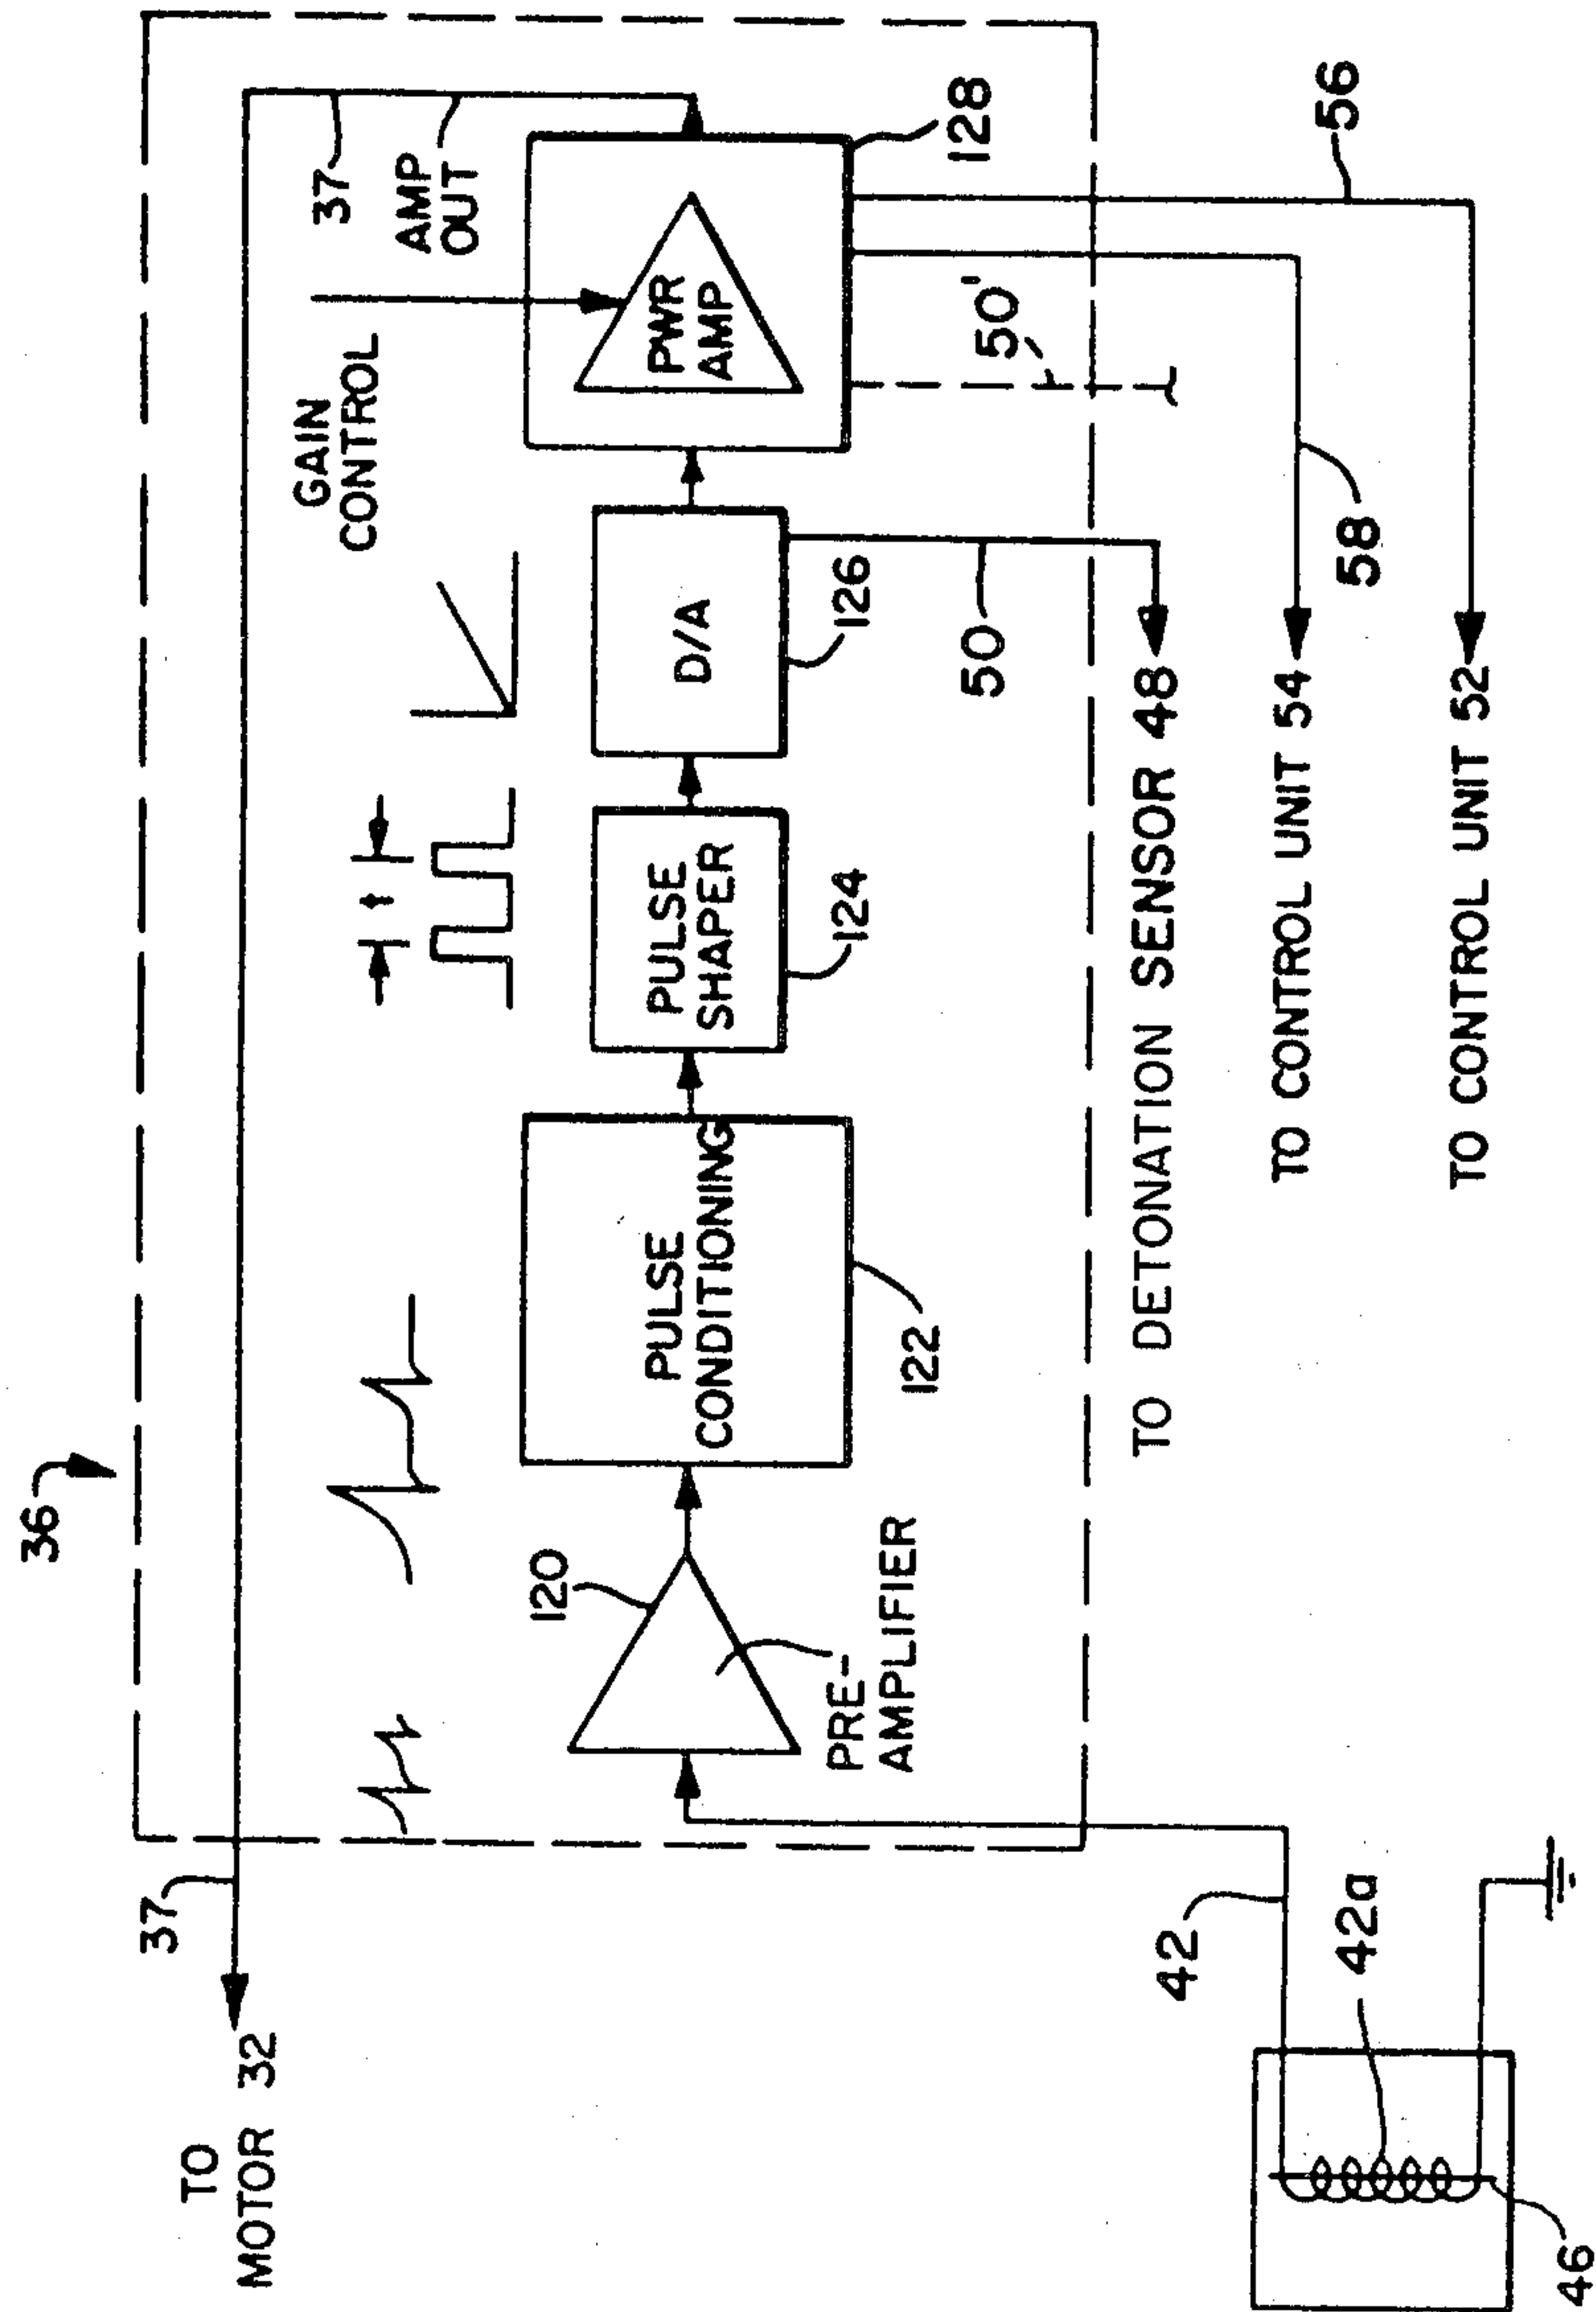 36
37
TO
MOTOR 32
37
AMP
OUT
GAIN
CONTROL
t
120
PRE-
AMPLIFIER
PULSE
CONDITIONING
122
PULSE
SHAPER
124
D/A
126
PWR
AMP
128
50'
50
TO DETONATION SENSOR 48
TO CONTROL UNIT 54
58
TO CONTROL UNIT 52
56
42
42a
46